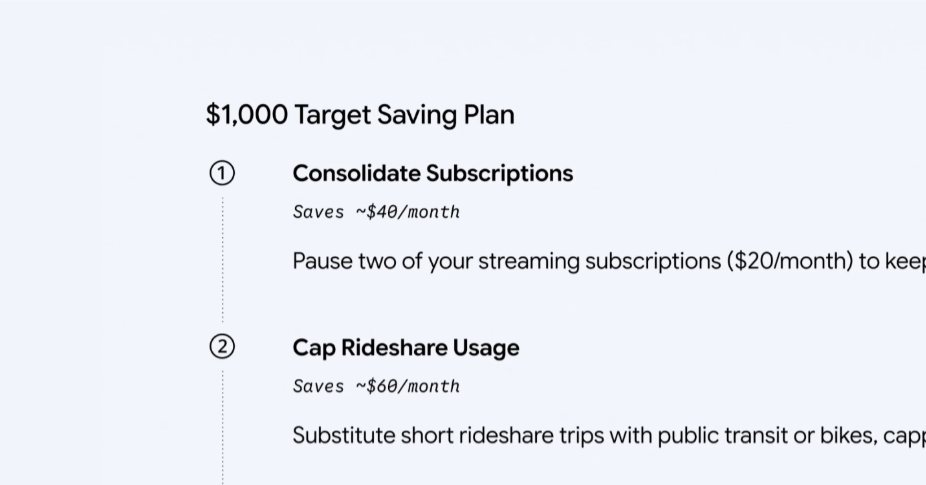 $1,000 Target Saving Plan
1
Consolidate Subscriptions
Saves ~$40/month
Pause two of your streaming subscriptions ($20/month) to keep
2
Cap Rideshare Usage
Saves ~$60/month
Substitute short rideshare trips with public transit or bikes,